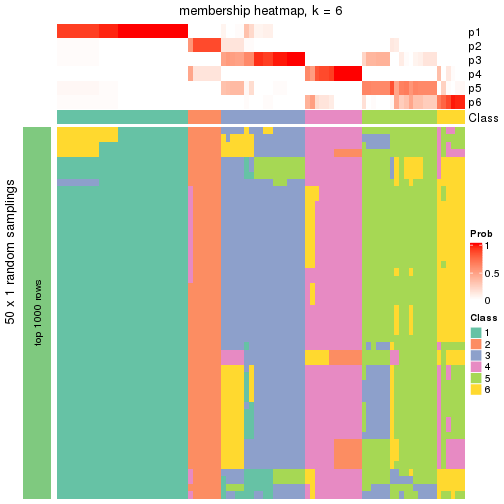 membership heatmap, k = 6
p1
p2
p3
p4
p5
p6
Class
50 x 1 random samplings
top 1000 rows
Prob
1
0.5
0
Class
1
2
3
4
5
6